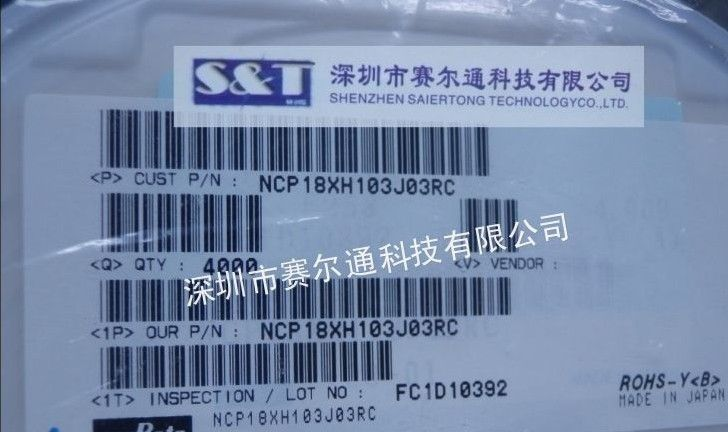 S&T 深圳市赛尔通科技有限公司
SHENZHEN SAIERTONG TECHNOLOGYCO.,LTD.
<P> CUST P/N : NCP18XH103J03RC
<Q> QTY : 4000 <V> VENDOR :
深圳市赛尔通科技有限公司
<1P> OUR P/N : NCP18XH103J03RC
<1T> INSPECTION / LOT NO : FC1D10392
ROHS-Y<B>
MADE IN JAPAN
NCP18XH103J03RC